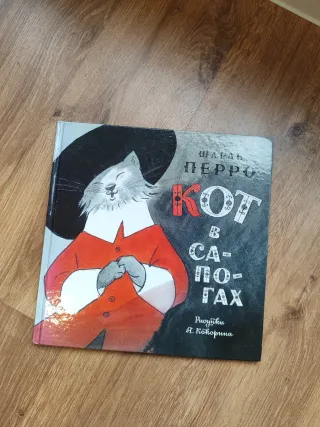 ШАРЛЬ
ПЕРРО
КОТ
В
СА-
ПО-
ГАХ
Рисунки
А. Кокорина